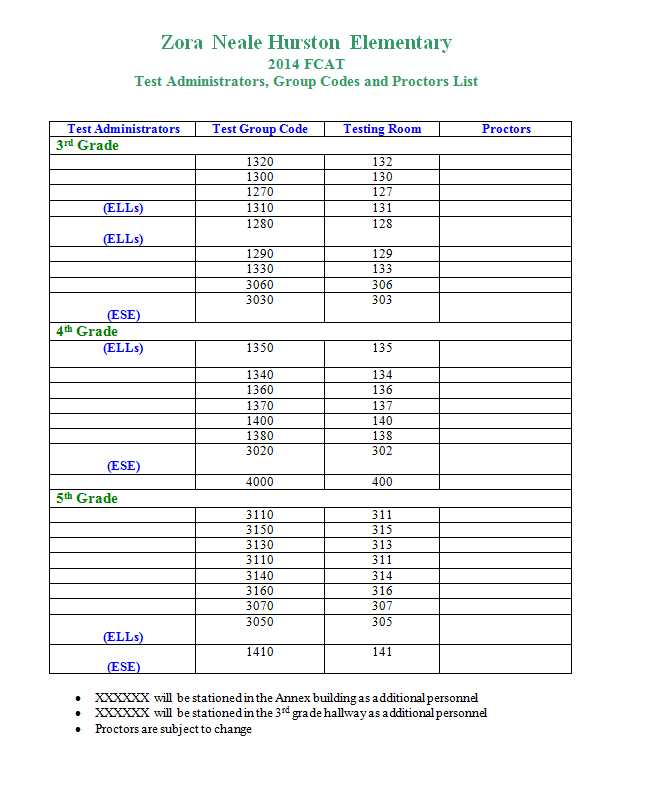 Zora Neale Hurston Elementary
2014 FCAT
Test Administrators, Group Codes and Proctors List
Test Administrators Test Group Code Testing Room Proctors
3rd Grade
1320 132
1300 130
1270 127
(ELLs) 1310 131
1280 128
(ELLs)
1290 129
1330 133
3060 306
3030 303
(ESE)
4th Grade
(ELLs) 1350 135
1340 134
1360 136
1370 137
1400 140
1380 138
3020 302
(ESE)
4000 400
5th Grade
3110 311
3150 315
3130 313
3110 311
3140 314
3160 316
3070 307
3050 305
(ELLs)
1410 141
(ESE)
• XXXXXX will be stationed in the Annex building as additional personnel
• XXXXXX will be stationed in the 3rd grade hallway as additional personnel
• Proctors are subject to change